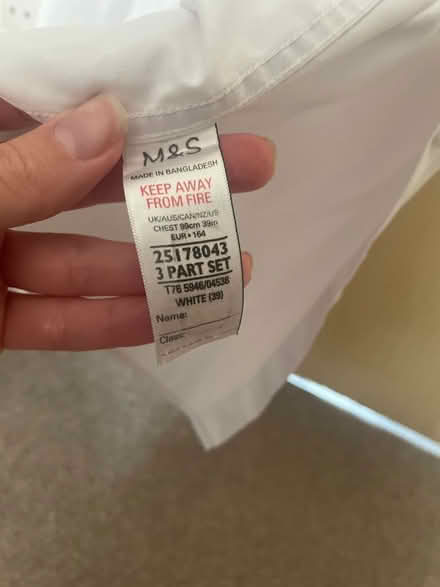 M&S
MADE IN BANGLADESH
KEEP AWAY
FROM FIRE
UK/AUS/CAN/NZ/US
CHEST 99cm 39in
EUR•164
25178043
3 PART SET
T76 5946/04536
WHITE (39)
Name:
Class: